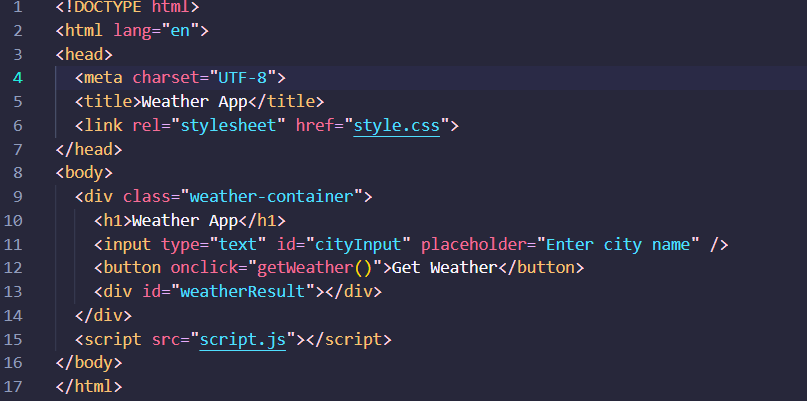 1 <!DOCTYPE html>
2 <html lang="en">
3 <head>
4 <meta charset="UTF-8">
5 <title>Weather App</title>
6 <link rel="stylesheet" href="style.css">
7 </head>
8 <body>
9 <div class="weather-container">
10 <h1>Weather App</h1>
11 <input type="text" id="cityInput" placeholder="Enter city name" />
12 <button onclick="getWeather()">Get Weather</button>
13 <div id="weatherResult"></div>
14 </div>
15 <script src="script.js"></script>
16 </body>
17 </html>